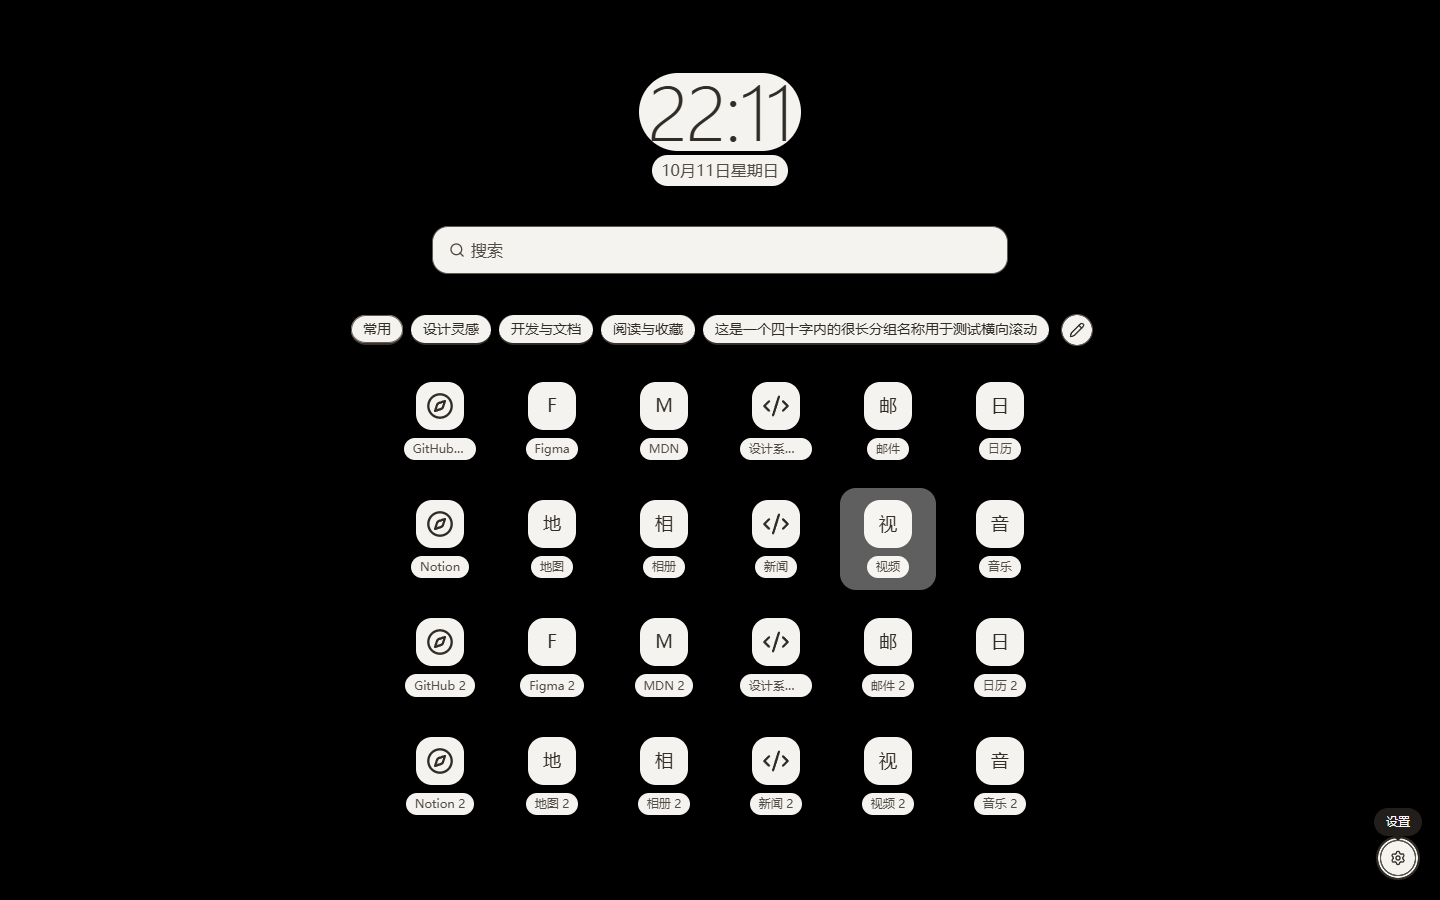 22:11
10月11日星期日
搜索
常用 设计灵感 开发与文档 阅读与收藏 这是一个四十字内的很长分组名称用于测试横向滚动
F M 邮 日
GitHub... Figma MDN 设计系... 邮件 日历
地 相 视 音
Notion 地图 相册 新闻 视频 音乐
F M 邮 日
GitHub 2 Figma 2 MDN 2 设计系... 邮件 2 日历 2
地 相 视 音
Notion 2 地图 2 相册 2 新闻 2 视频 2 音乐 2
设置